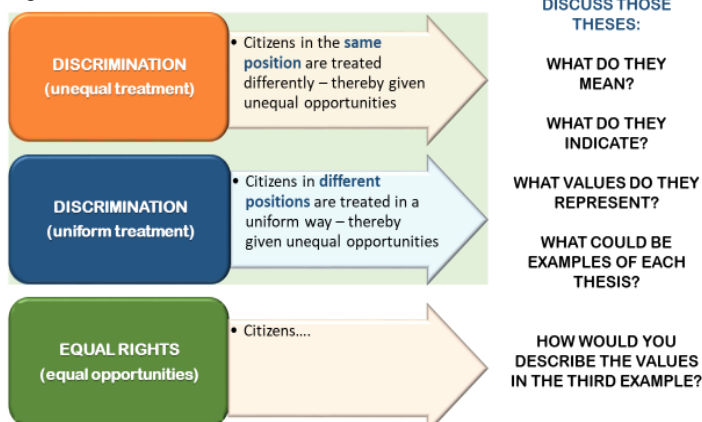 DISCRIMINATION
(unequal treatment)
• Citizens in the same
position are treated
differently – thereby given
unequal opportunities
DISCRIMINATION
(uniform treatment)
• Citizens in different
positions are treated in a
uniform way – thereby
given unequal opportunities
EQUAL RIGHTS
(equal opportunities)
• Citizens....
DISCUSS THOSE
THESES:
WHAT DO THEY
MEAN?
WHAT DO THEY
INDICATE?
WHAT VALUES DO THEY
REPRESENT?
WHAT COULD BE
EXAMPLES OF EACH
THESIS?
HOW WOULD YOU
DESCRIBE THE VALUES
IN THE THIRD EXAMPLE?